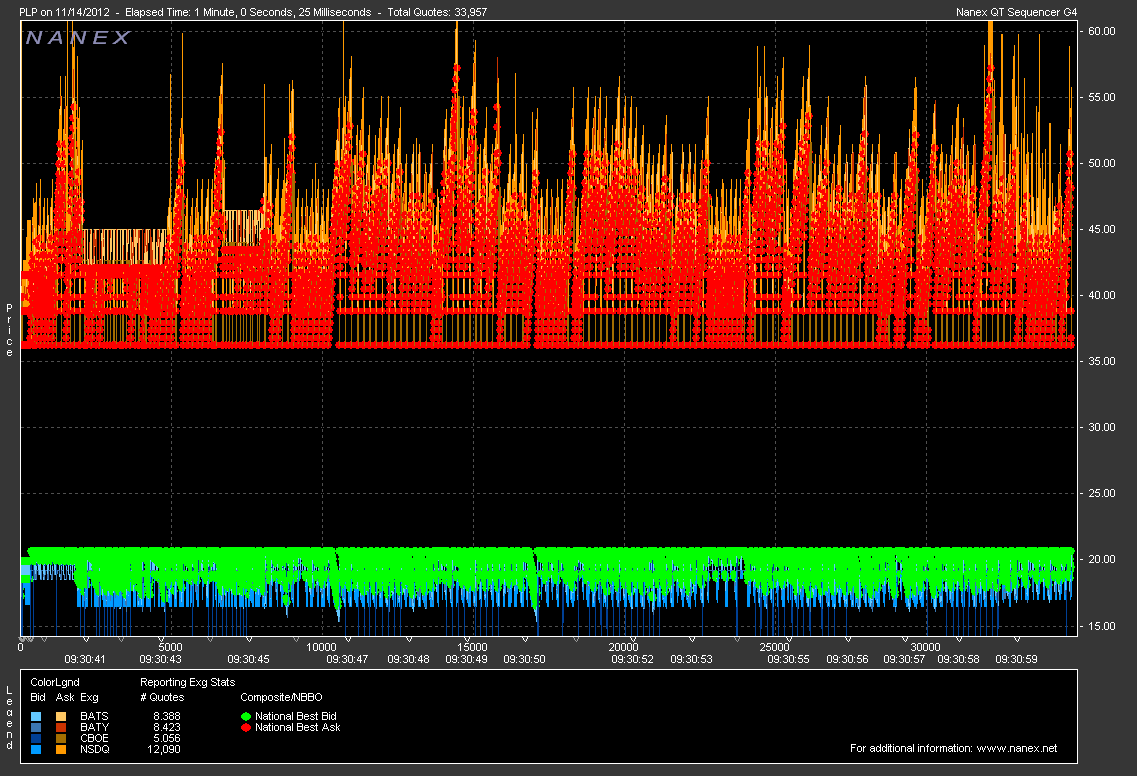 PLP on 11/14/2012 - Elapsed Time: 1 Minute, 0 Seconds, 25 Milliseconds - Total Quotes: 33,957
Nanex QT Sequencer G4
NANEX
60.00
55.00
50.00
45.00
40.00
35.00
30.00
25.00
20.00
15.00
Price
0 5000 10000 15000 20000 25000 30000
09:30:41 09:30:43 09:30:45 09:30:47 09:30:48 09:30:49 09:30:50 09:30:52 09:30:53 09:30:55 09:30:56 09:30:57 09:30:58 09:30:59
Legend
ColorLgnd Reporting Exg Stats
Bid Ask Exg # Quotes Composite/NBBO
BATS 8,388 National Best Bid
BATY 8,423 National Best Ask
CBOE 5,056
NSDQ 12,090
For additional information: www.nanex.net